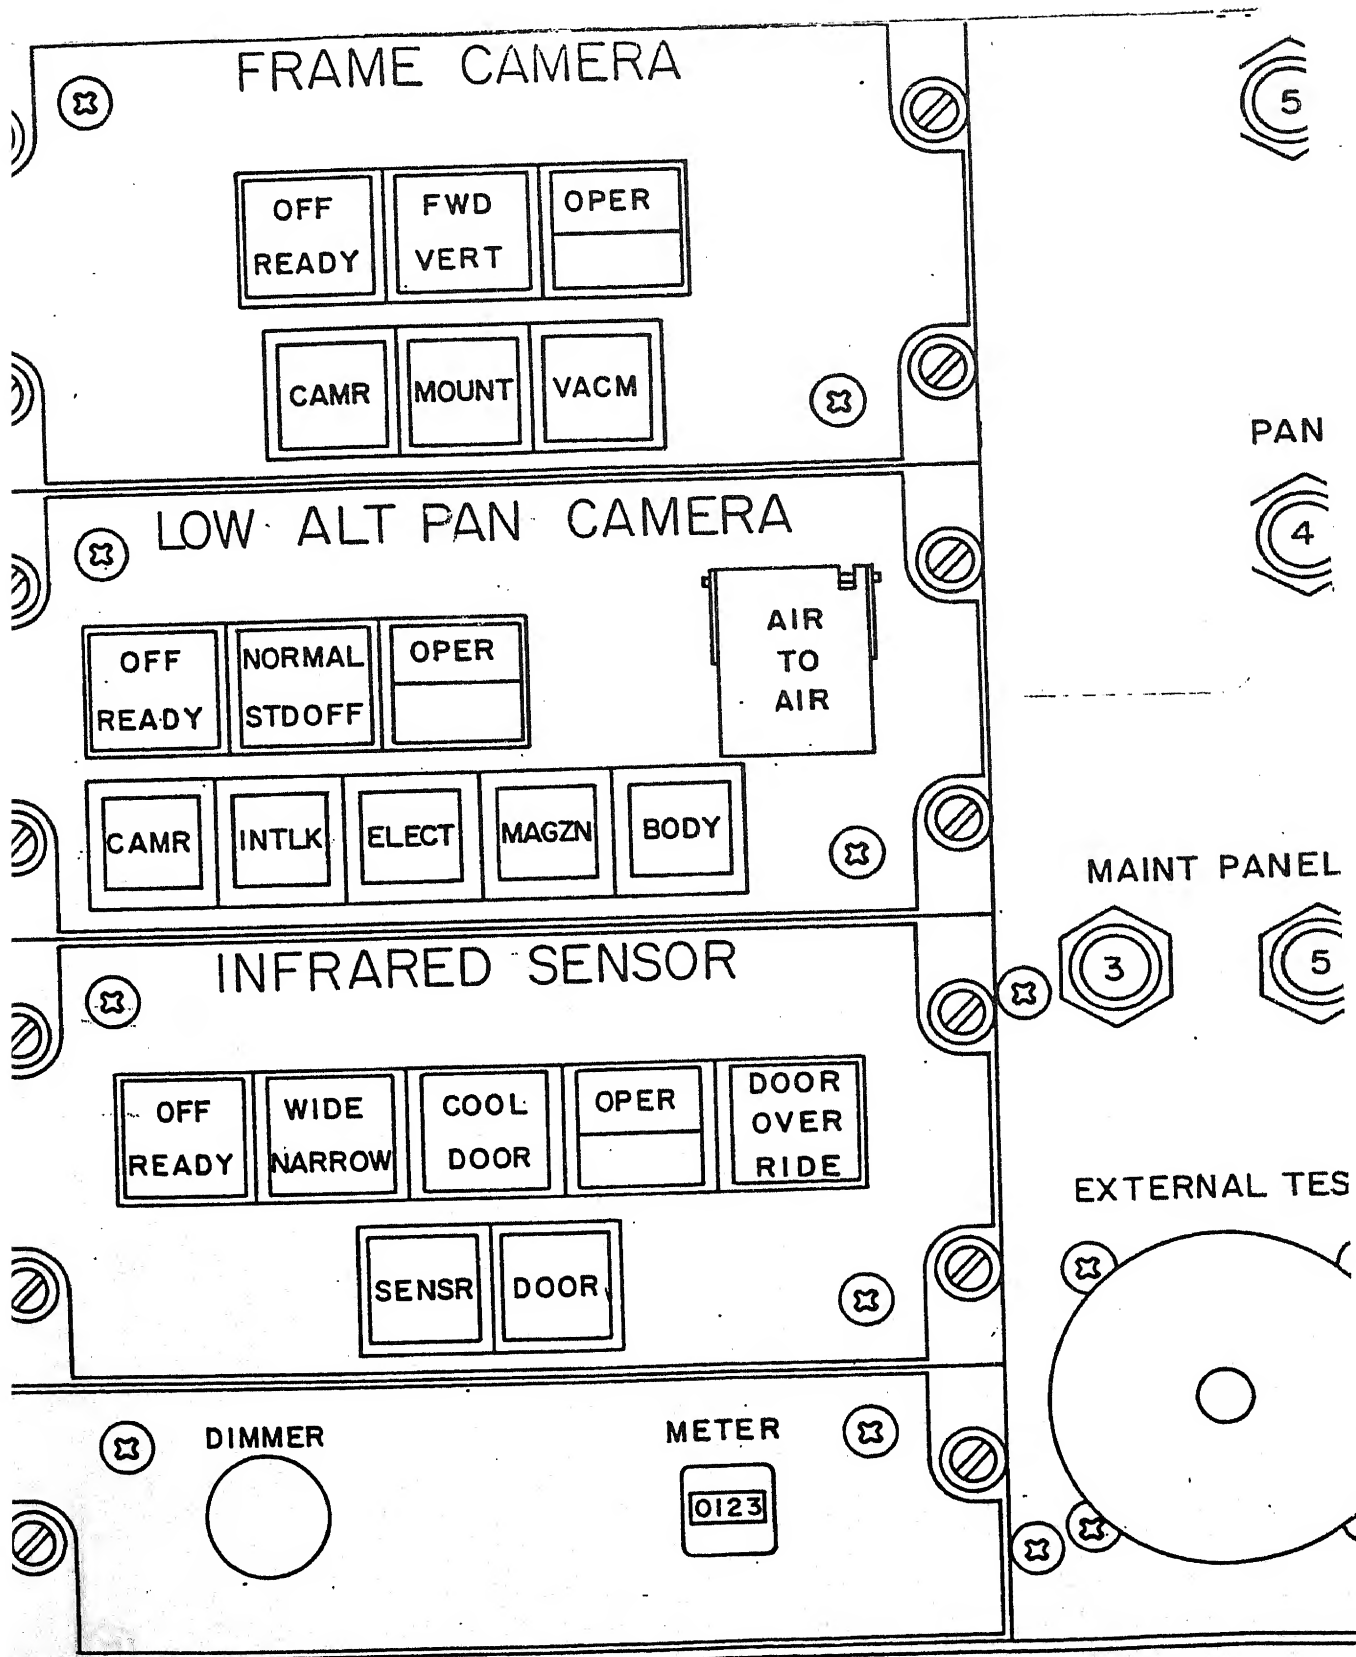 FRAME CAMERA
5
OFF
READY
FWD
VERT
OPER
CAMR
MOUNT
VACM
PAN
4
LOW ALT PAN CAMERA
OFF
READY
NORMAL
STDOFF
OPER
AIR
TO
AIR
CAMR
INTLK
ELECT
MAGZN
BODY
MAINT PANEL
3
5
INFRARED SENSOR
OFF
READY
WIDE
NARROW
COOL
DOOR
OPER
DOOR
OVER
RIDE
SENSR
DOOR
EXTERNAL TES
DIMMER
METER
0123